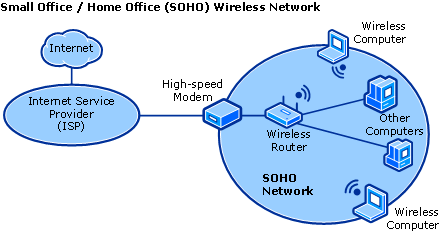 Small Office / Home Office (SOHO) Wireless Network
Internet
Internet Service
Provider
(ISP)
High-speed
Modem
Wireless
Router
Wireless
Computer
Other
Computers
SOHO
Network
Wireless
Computer